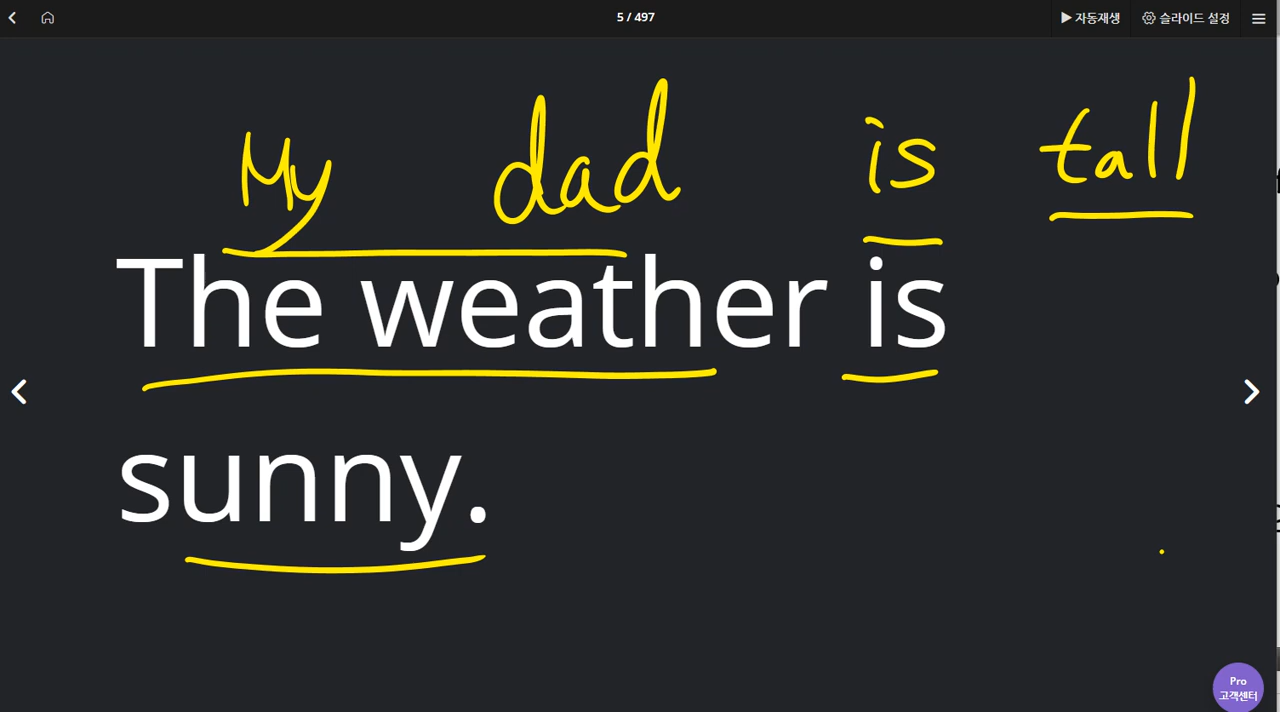 5 / 497
자동재생
슬라이드 설정
My dad is tall
The weather is
sunny.
Pro
고객센터